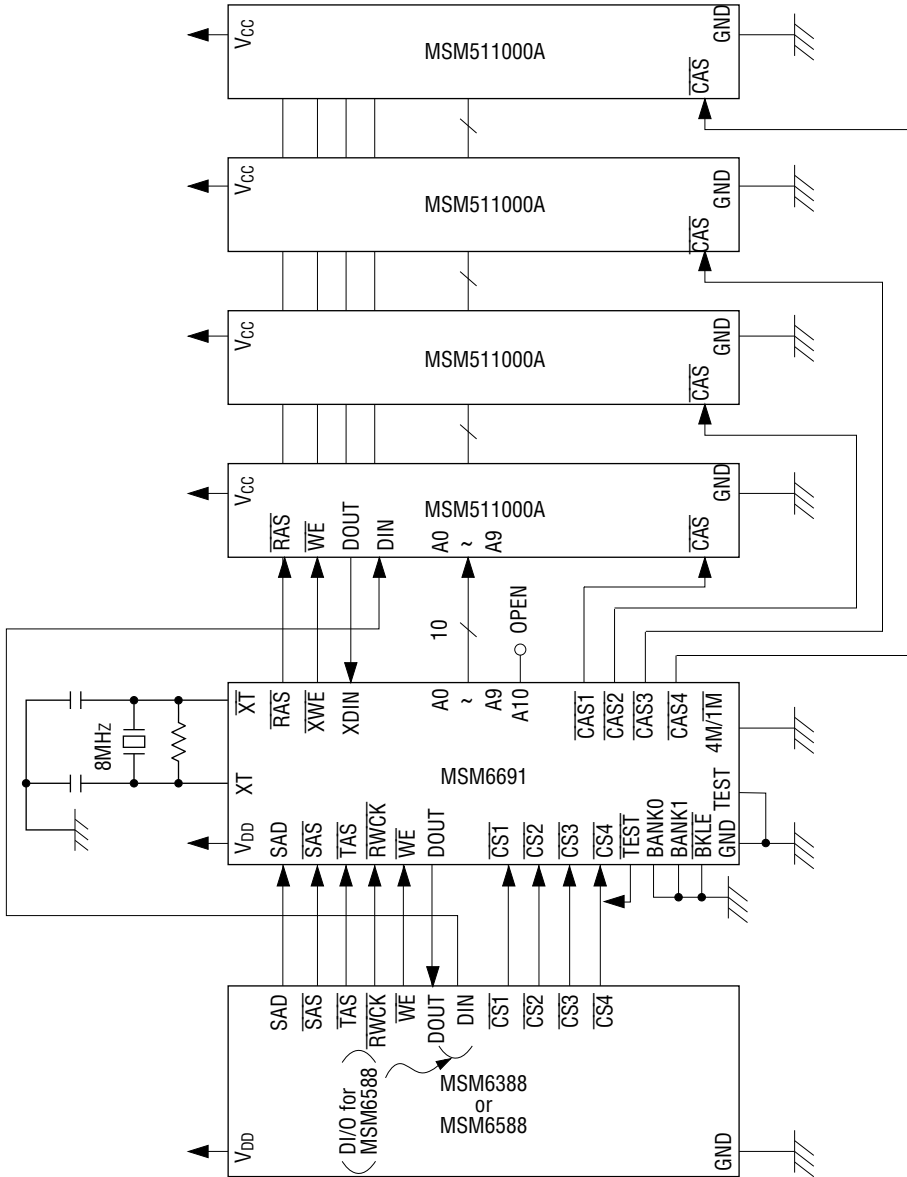 VCC
MSM511000A
CAS
GND
VCC
MSM511000A
CAS
GND
VCC
MSM511000A
CAS
GND
VCC
RAS
WE
DOUT
DIN
MSM511000A
A0
~
A9
CAS
GND
10
OPEN
8MHz
XT
XT
VDD
RAS
XWE
XDIN
A0
~
A9
A10
CAS1
CAS2
CAS3
CAS4
4M/1M
MSM6691
SAD
SAS
TAS
RWCK
WE
DOUT
CS1
CS2
CS3
CS4
TEST
BANK0
BANK1
BKLE
GND
TEST
VDD
SAD
SAS
TAS
RWCK
WE
DOUT
DIN
CS1
CS2
CS3
CS4
DI/O for
MSM6588
MSM6388
or
MSM6588
GND